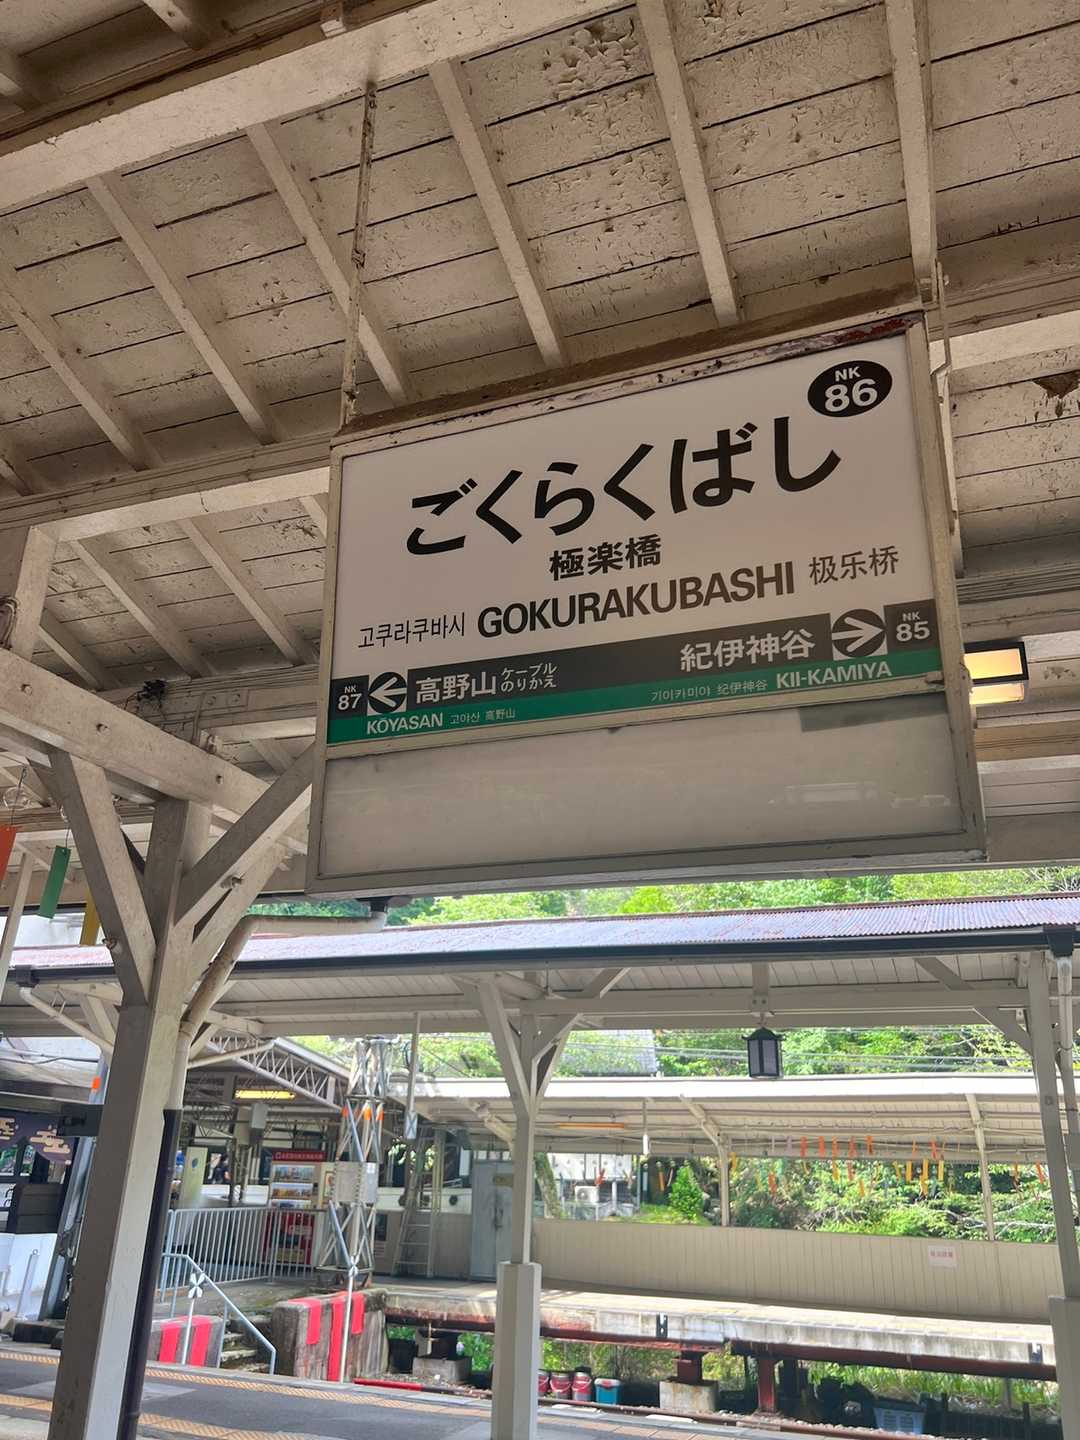 NK
86
ごくらくばし
極楽橋
고쿠라쿠바시 GOKURAKUBASHI 极乐桥
NK
87
高野山 ケーブル
のりかえ
KŌYASAN 고야산 高野山
紀伊神谷
NK
85
기이카미야 紀伊神谷 KII-KAMIYA